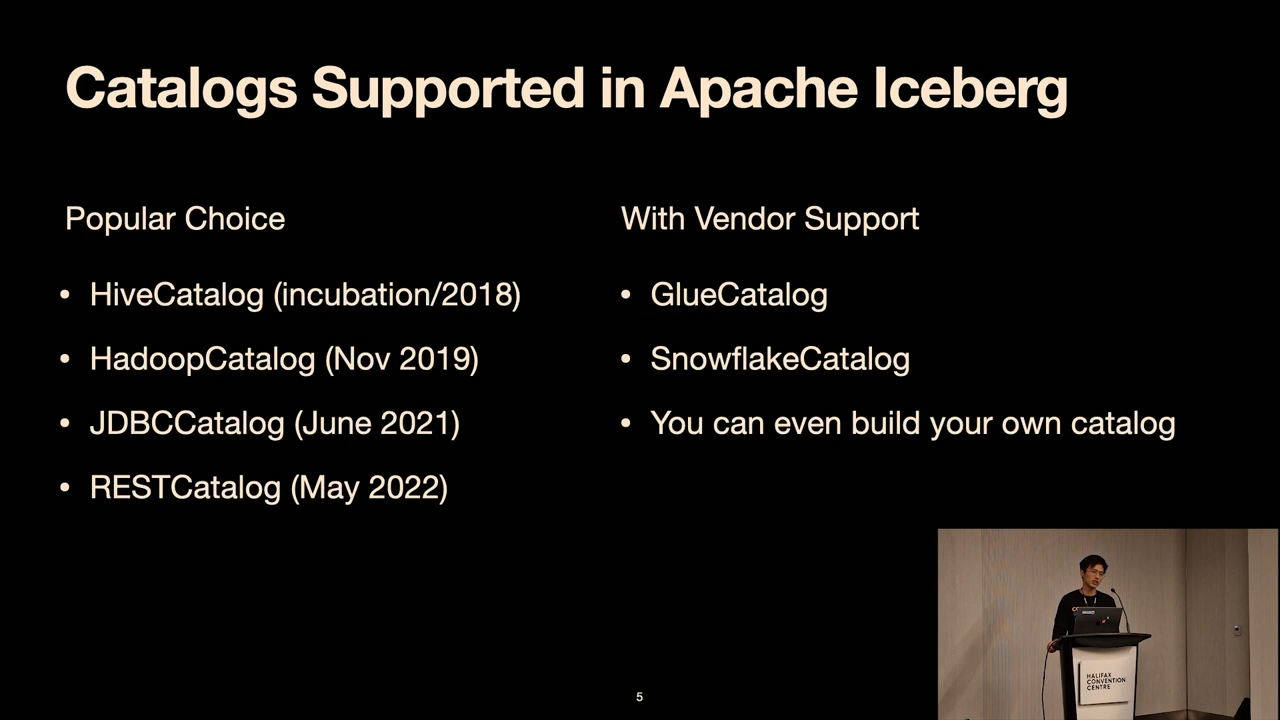 Catalogs Supported in Apache Iceberg
Popular Choice
• HiveCatalog (incubation/2018)
• HadoopCatalog (Nov 2019)
• JDBCCatalog (June 2021)
• RESTCatalog (May 2022)
With Vendor Support
• GlueCatalog
• SnowflakeCatalog
• You can even build your own catalog
HALIFAX
CONVENTION
CENTRE
5